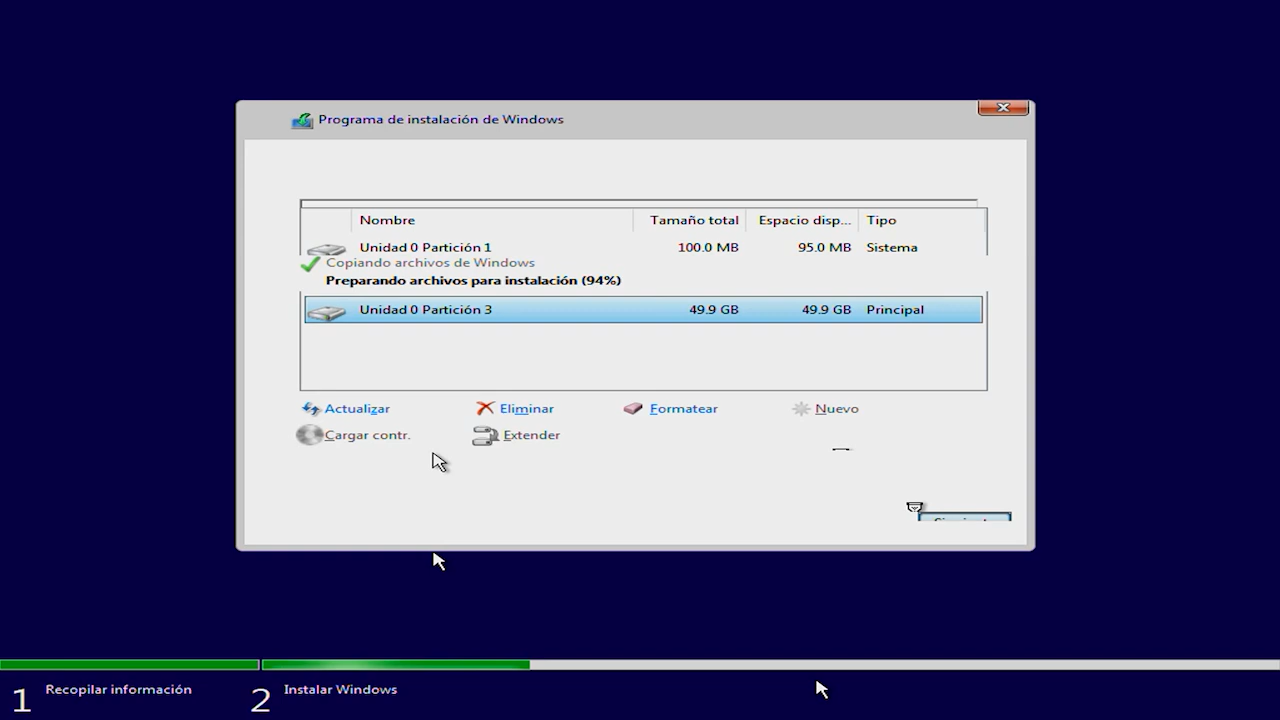 Programa de instalación de Windows
Nombre Tamaño total Espacio disp... Tipo
Unidad 0 Partición 1 100.0 MB 95.0 MB Sistema
Copiando archivos de Windows
Preparando archivos para instalación (94%)
Unidad 0 Partición 3 49.9 GB 49.9 GB Principal
Actualizar Eliminar Formatear Nuevo
Cargar contr. Extender
1 Recopilar información 2 Instalar Windows